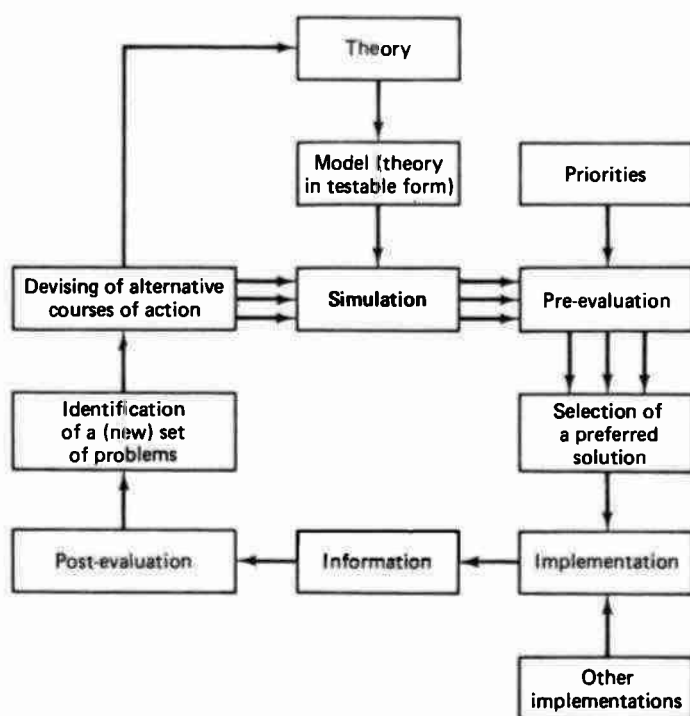 Theory
Model (theory
in testable form)
Priorities
Devising of alternative
courses of action
Simulation
Pre-evaluation
Identification
of a (new) set
of problems
Selection of
a preferred
solution
Post-evaluation
Information
Implementation
Other
implementations